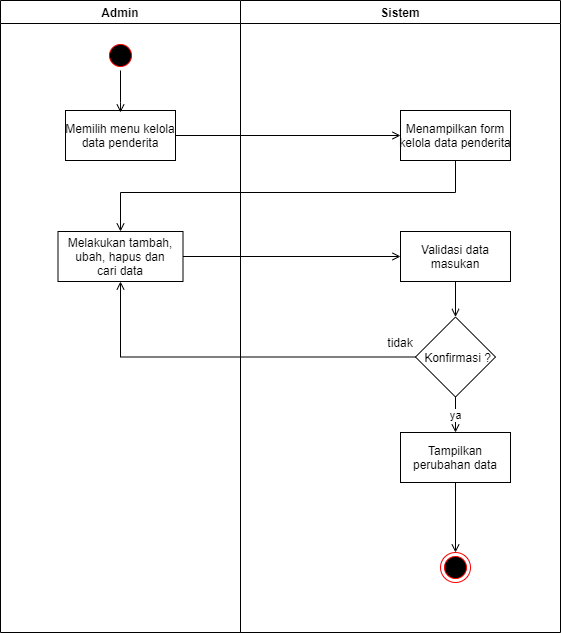 Admin
Sistem
Memilih menu kelola
data penderita
Menampilkan form
kelola data penderita
Melakukan tambah,
ubah, hapus dan
cari data
Validasi data
masukan
tidak
Konfirmasi ?
ya
Tampilkan
perubahan data